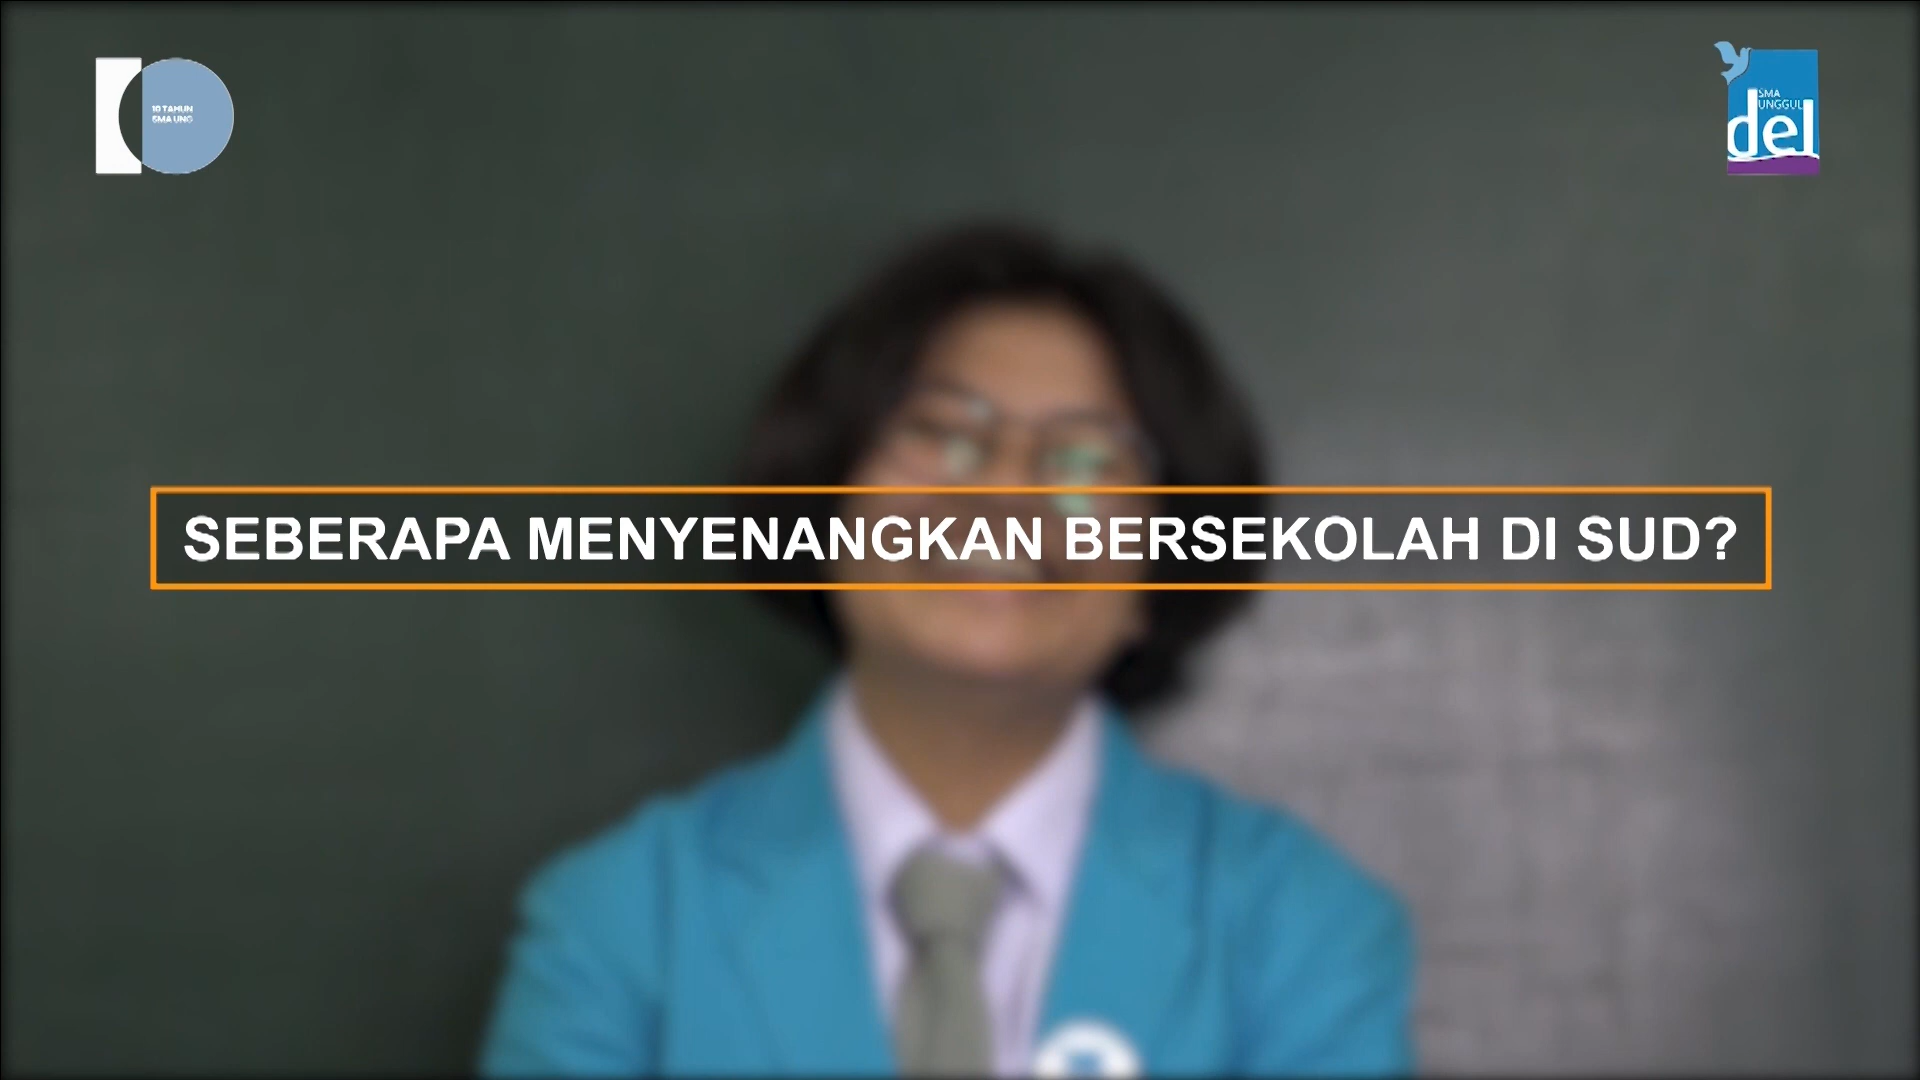 10 TAHUN
SMA UNG
SMA
UNGGUL
del
SEBERAPA MENYENANGKAN BERSEKOLAH DI SUD?